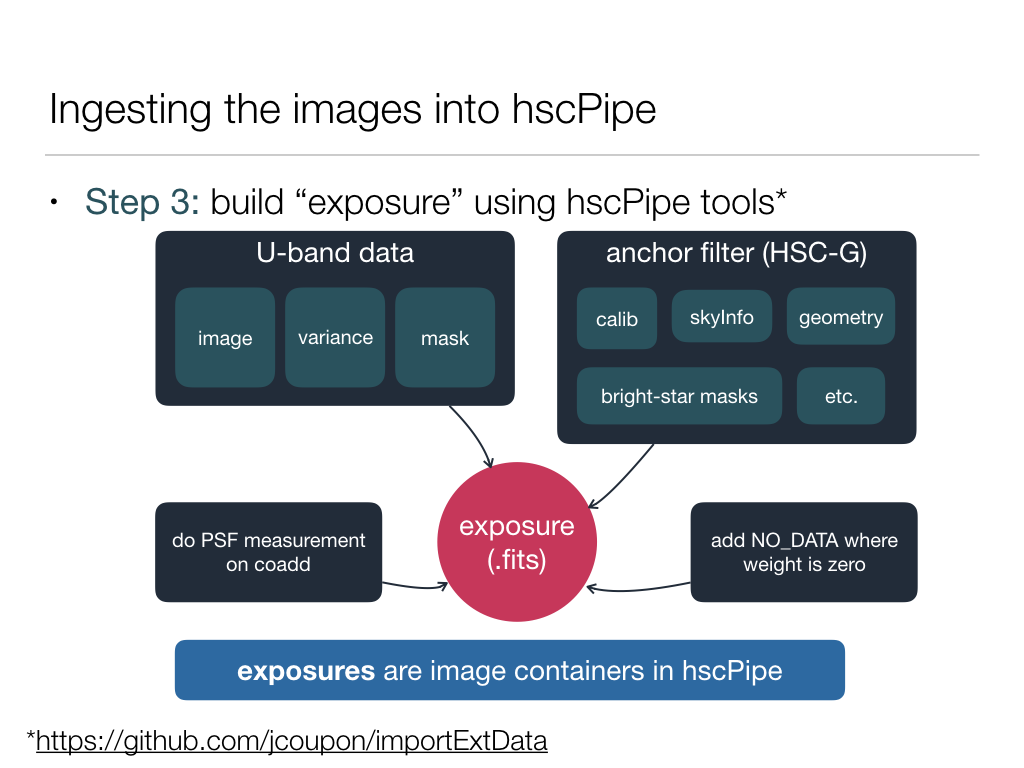 Ingesting the images into hscPipe
• Step 3: build “exposure” using hscPipe tools*
U-band data
image
variance
mask
anchor filter (HSC-G)
calib
skyInfo
geometry
bright-star masks
etc.
do PSF measurement
on coadd
exposure
(.fits)
add NO_DATA where
weight is zero
exposures are image containers in hscPipe
*https://github.com/jcoupon/importExtData